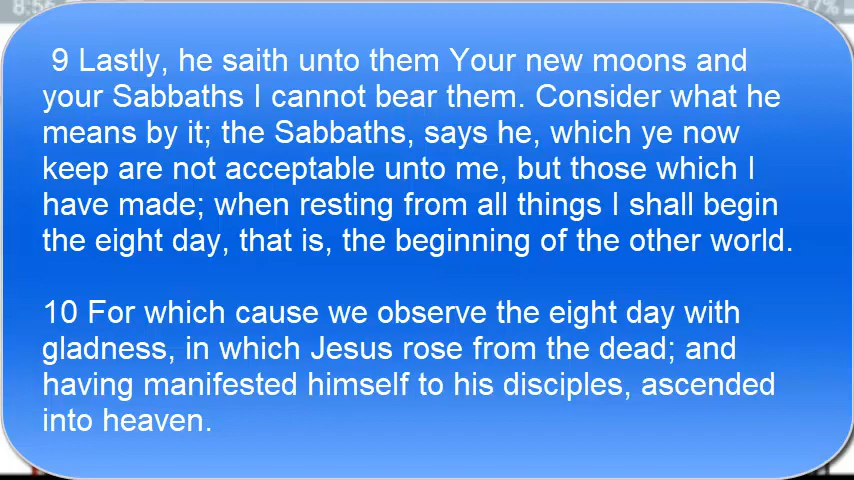 8:56 37%
9 Lastly, he saith unto them Your new moons and
your Sabbaths I cannot bear them. Consider what he
means by it; the Sabbaths, says he, which ye now
keep are not acceptable unto me, but those which I
have made; when resting from all things I shall begin
the eight day, that is, the beginning of the other world.
10 For which cause we observe the eight day with
gladness, in which Jesus rose from the dead; and
having manifested himself to his disciples, ascended
into heaven.